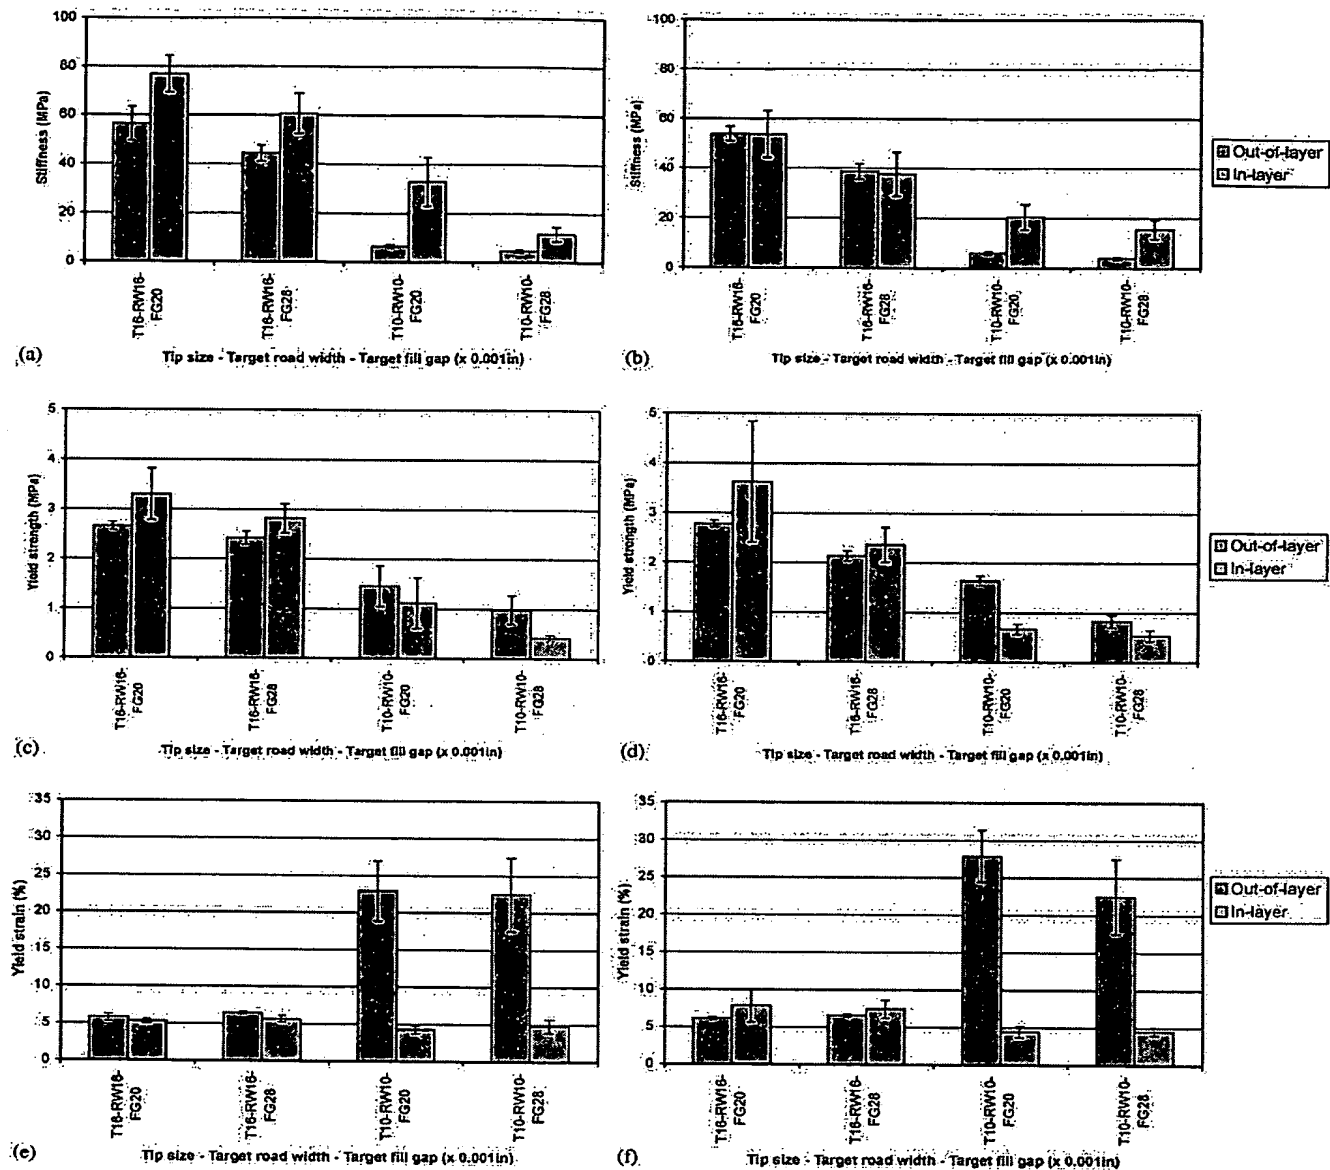 100
80
60
40
20
0
Stiffness (MPa)
T16-RW16-
FG20
T16-RW16-
FG28
T10-RW10-
FG20
T10-RW10-
FG28
(a)
Tip size - Target road width - Target fill gap (x 0.001in)
100
80
60
40
20
0
Stiffness (MPa)
T16-RW16-
FG20
T16-RW16-
FG28
T10-RW10-
FG20
T10-RW10-
FG28
(b)
Tip size - Target road width - Target fill gap (x 0.001in)
Out-of-layer
In-layer
5
4
3
2
1
0
Yield strength (MPa)
T16-RW16-
FG20
T16-RW16-
FG28
T10-RW10-
FG20
T10-RW10-
FG28
(c)
Tip size - Target road width - Target fill gap (x 0.001in)
5
4
3
2
1
0
Yield strength (MPa)
T16-RW16-
FG20
T16-RW16-
FG28
T10-RW10-
FG20
T10-RW10-
FG28
(d)
Tip size - Target road width - Target fill gap (x 0.001in)
Out-of-layer
In-layer
35
30
25
20
15
10
5
0
Yield strain (%)
T16-RW16-
FG20
T16-RW16-
FG28
T10-RW10-
FG20
T10-RW10-
FG28
(e)
Tip size - Target road width - Target fill gap (x 0.001in)
35
30
25
20
15
10
5
0
Yield strain (%)
T16-RW16-
FG20
T16-RW16-
FG28
T10-RW10-
FG20
T10-RW10-
FG28
(f)
Tip size - Target road width - Target fill gap (x 0.001in)
Out-of-layer
In-layer